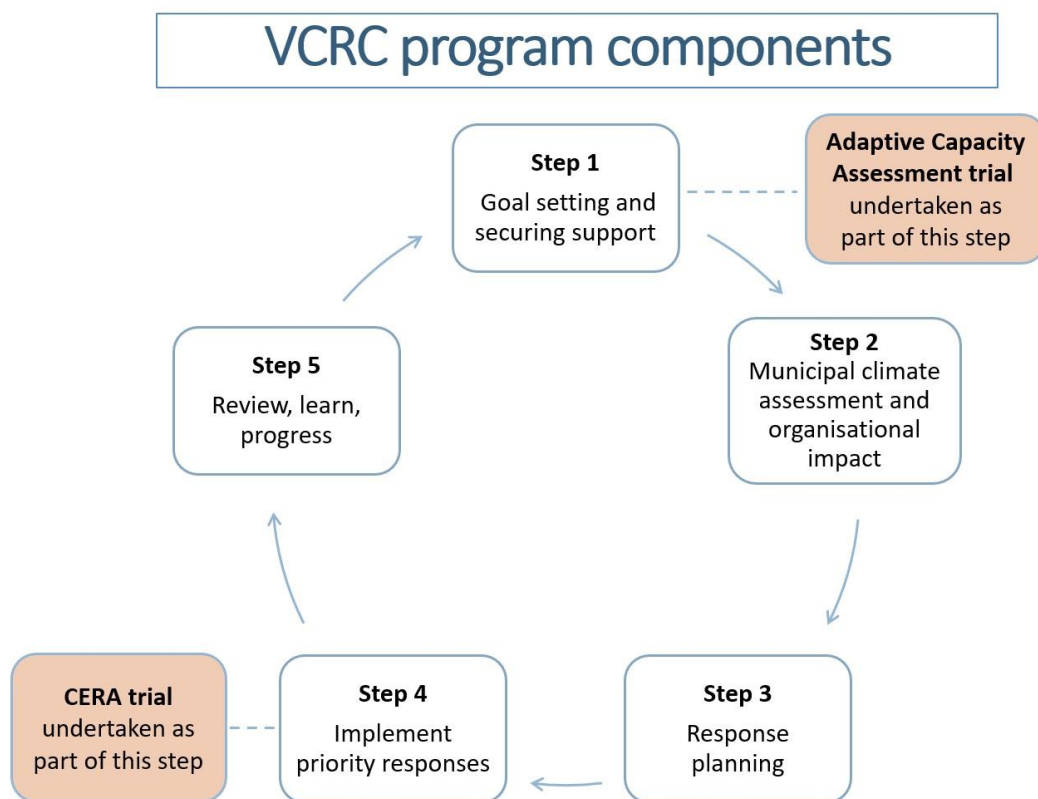 VCRC program components
Step 1
Goal setting and
securing support
Adaptive Capacity
Assessment trial
undertaken as
part of this step
Step 2
Municipal climate
assessment and
organisational
impact
Step 3
Response
planning
Step 4
Implement
priority responses
CERA trial
undertaken as
part of this step
Step 5
Review, learn,
progress